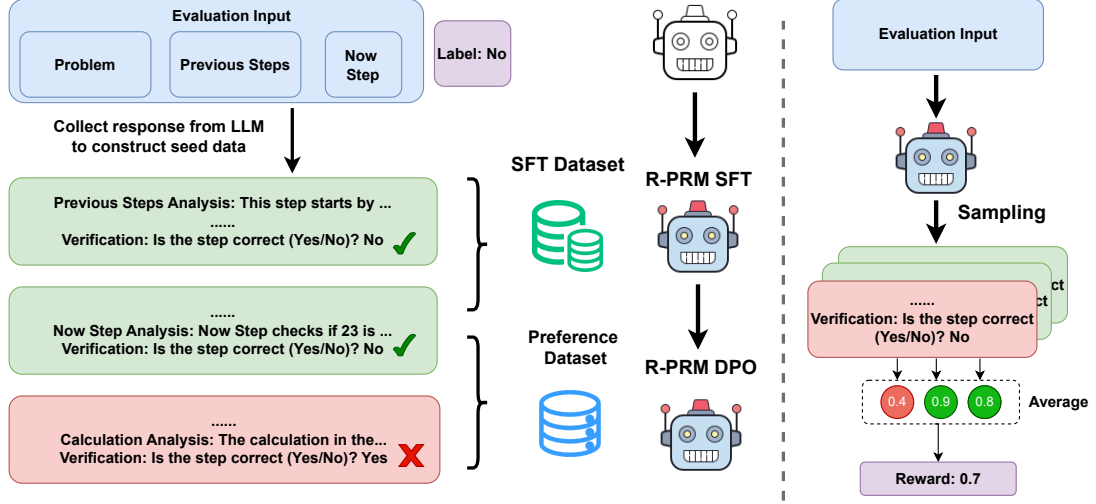 Evaluation Input
Problem
Previous Steps
Now
Step
Label: No
Collect response from LLM
to construct seed data
Previous Steps Analysis: This step starts by ...
......
Verification: Is the step correct (Yes/No)? No
......
Now Step Analysis: Now Step checks if 23 is ...
Verification: Is the step correct (Yes/No)? No
......
Calculation Analysis: The calculation in the...
Verification: Is the step correct (Yes/No)? Yes
SFT Dataset
Preference
Dataset
R-PRM SFT
R-PRM DPO
Evaluation Input
Sampling
ct
ct
......
Verification: Is the step correct
(Yes/No)? No
0.4
0.9
0.8
Average
Reward: 0.7